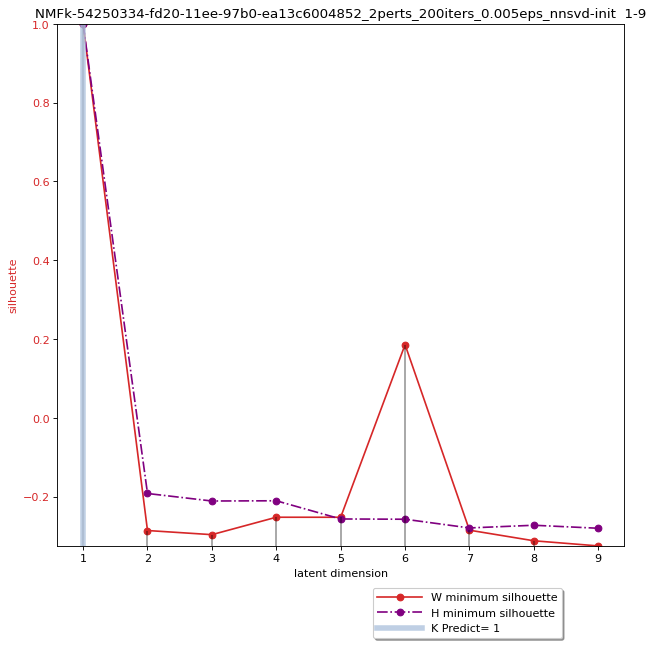 NMFk-54250334-fd20-11ee-97b0-ea13c6004852_2perts_200iters_0.005eps_nnsvd-init  1-9
1.0
0.8
0.6
0.4
0.2
0.0
−0.2
silhouette
1 2 3 4 5 6 7 8 9
latent dimension
W minimum silhouette
H minimum silhouette
K Predict= 1